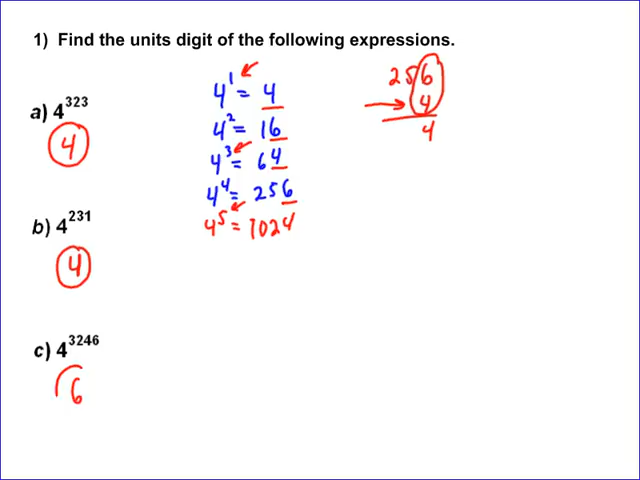 1) Find the units digit of the following expressions.
a) 4^323
4
b) 4^231
4
c) 4^3246
6
4^1 = 4
4^2 = 16
4^3 = 64
4^4 = 256
4^5 = 1024
256
4
4